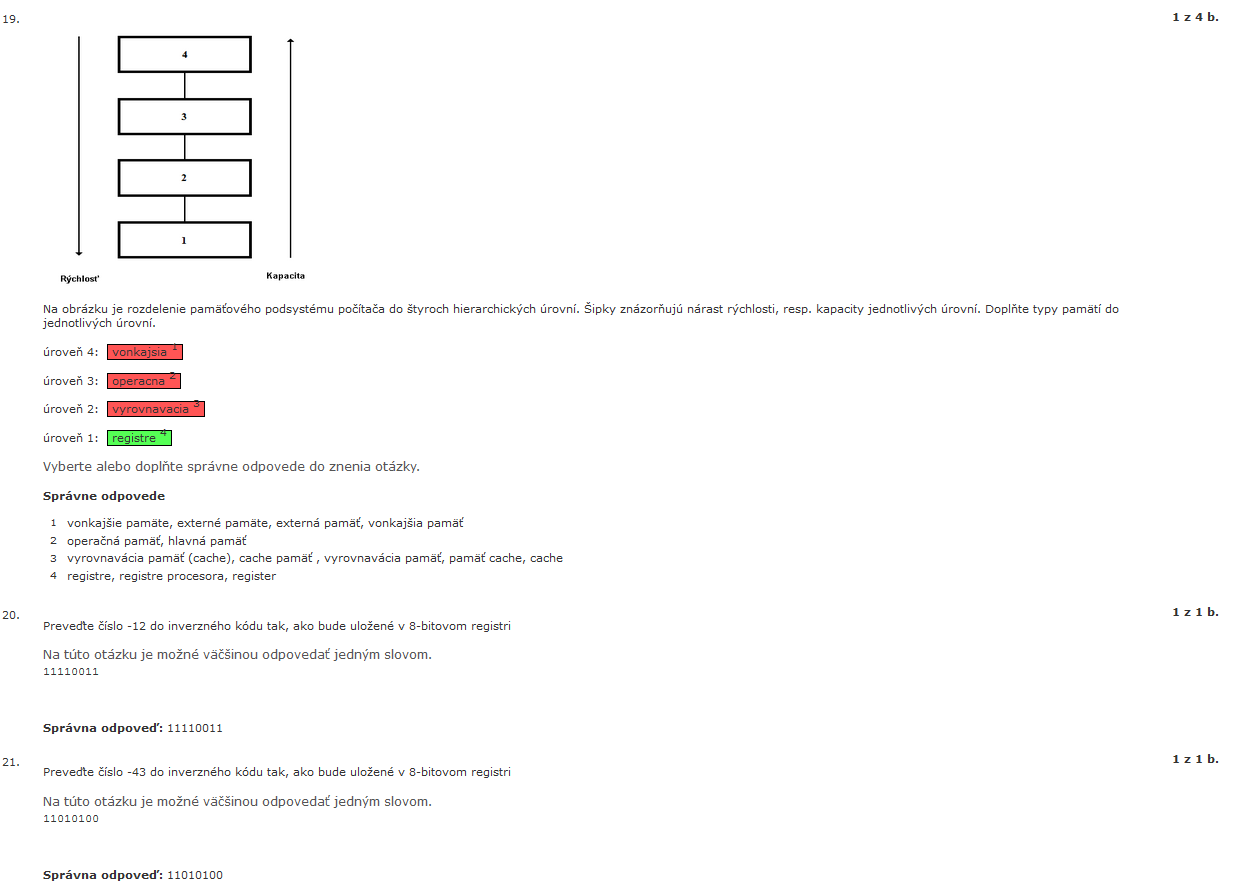 19.
1 z 4 b.
4
3
2
1
Rýchlosť
Kapacita
Na obrázku je rozdelenie pamäťového podsystému počítača do štyroch hierarchických úrovní. Šipky znázorňujú nárast rýchlosti, resp. kapacity jednotlivých úrovní. Doplňte typy pamätí do
jednotlivých úrovní.
úroveň 4: vonkajsia 1
úroveň 3: operacna 2
úroveň 2: vyrovnavacia 3
úroveň 1: registre 4
Vyberte alebo doplňte správne odpovede do znenia otázky.
Správne odpovede
1 vonkajšie pamäte, externé pamäte, externá pamäť, vonkajšia pamäť
2 operačná pamäť, hlavná pamäť
3 vyrovnavácia pamäť (cache), cache pamäť , vyrovnavácia pamäť, pamäť cache, cache
4 registre, registre procesora, register
20.
1 z 1 b.
Preveďte číslo -12 do inverzného kódu tak, ako bude uložené v 8-bitovom registri
Na túto otázku je možné väčšinou odpovedať jedným slovom.
11110011
Správna odpoveď: 11110011
21.
1 z 1 b.
Preveďte číslo -43 do inverzného kódu tak, ako bude uložené v 8-bitovom registri
Na túto otázku je možné väčšinou odpovedať jedným slovom.
11010100
Správna odpoveď: 11010100